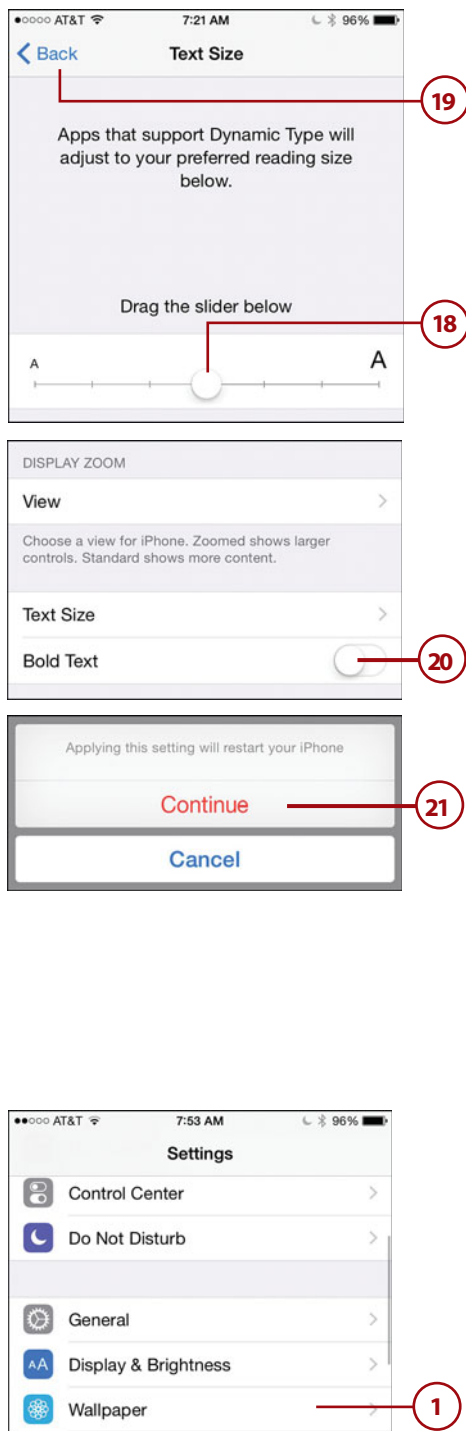 AT&T 7:21 AM 96%
Back Text Size
19
Apps that support Dynamic Type will
adjust to your preferred reading size
below.
Drag the slider below
18
A A
DISPLAY ZOOM
View
Choose a view for iPhone. Zoomed shows larger
controls. Standard shows more content.
Text Size
Bold Text
20
Applying this setting will restart your iPhone
Continue
21
Cancel
AT&T 7:53 AM 96%
Settings
Control Center
Do Not Disturb
General
AA Display & Brightness
Wallpaper
1